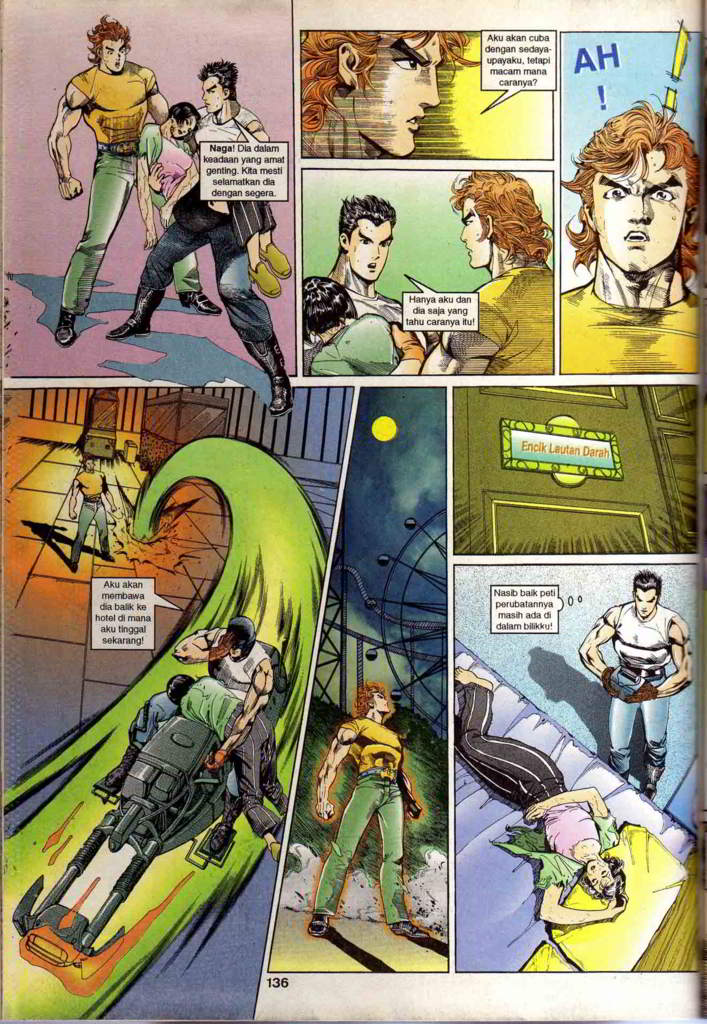 Naga! Dia dalam
keadaan yang amat
genting. Kita mesti
selamatkan dia
dengan segera.
Aku akan cuba
dengan sedaya-
upayaku, tetapi
macam mana
caranya?
AH
!
Hanya aku dan
dia saja yang
tahu caranya itu!
Aku akan
membawa
dia balik ke
hotel di mana
aku tinggal
sekarang!
Encik Lautan Darah
Nasib baik peti
perubatannya
masih ada di
dalam bilikku!
136